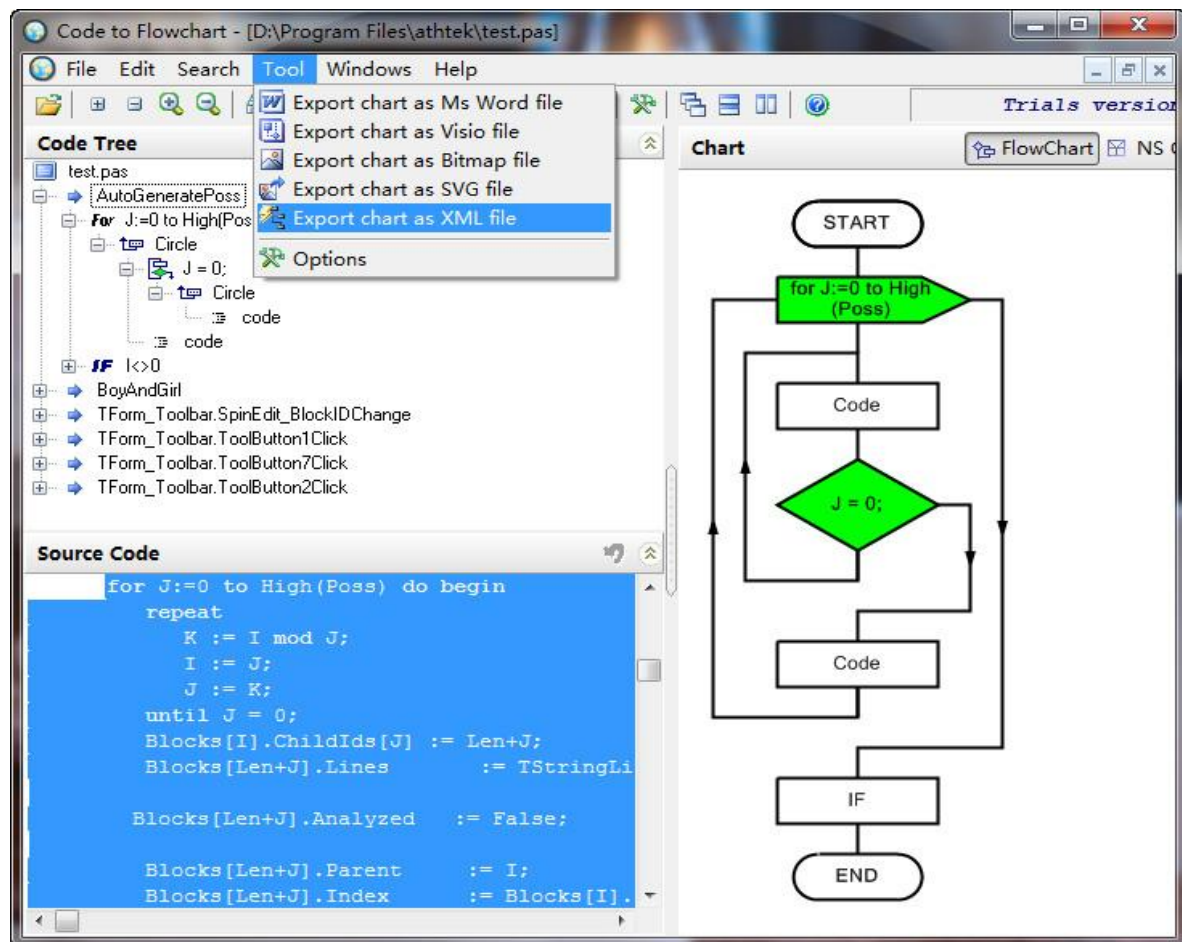 Code to Flowchart - [D:\Program Files\athtek\test.pas]
File Edit Search Tool Windows Help
Trials version
Export chart as Ms Word file
Export chart as Visio file
Export chart as Bitmap file
Export chart as SVG file
Export chart as XML file
Options
Code Tree
test.pas
AutoGeneratePoss
For J:=0 to High(Pos
Circle
J = 0;
Circle
code
code
IF I<>0
BoyAndGirl
TForm_Toolbar.SpinEdit_BlockIDChange
TForm_Toolbar.ToolButton1Click
TForm_Toolbar.ToolButton7Click
TForm_Toolbar.ToolButton2Click
Source Code
for J:=0 to High(Poss) do begin
repeat
K := I mod J;
I := J;
J := K;
until J = 0;
Blocks[I].ChildIds[J] := Len+J;
Blocks[Len+J].Lines := TStringLi
Blocks[Len+J].Analyzed := False;
Blocks[Len+J].Parent := I;
Blocks[Len+J].Index := Blocks[I].
Chart
FlowChart NS
START
for J:=0 to High
(Poss)
Code
J = 0;
Code
IF
END